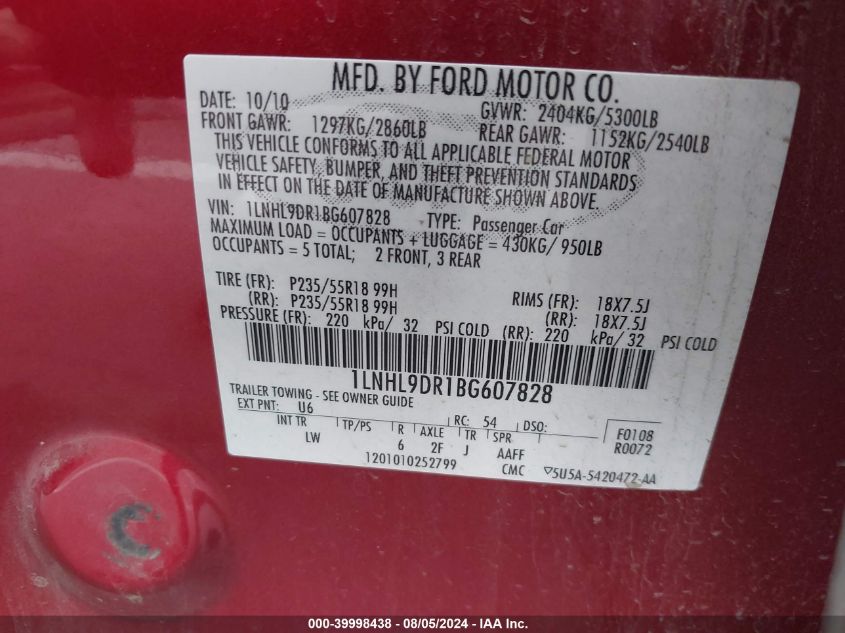 MFD. BY FORD MOTOR CO.
DATE: 10/10 GVWR: 2404KG/5300LB
FRONT GAWR: 1297KG/2860LB REAR GAWR: 1152KG/2540LB
THIS VEHICLE CONFORMS TO ALL APPLICABLE FEDERAL MOTOR
VEHICLE SAFETY, BUMPER, AND THEFT PREVENTION STANDARDS
IN EFFECT ON THE DATE OF MANUFACTURE SHOWN ABOVE.
VIN: 1LNHL9DR1BG607828 TYPE: Passenger Car
MAXIMUM LOAD = OCCUPANTS + LUGGAGE = 430KG/ 950LB
OCCUPANTS = 5 TOTAL; 2 FRONT, 3 REAR
TIRE (FR): P235/55R18 99H RIMS (FR): 18X7.5J
(RR): P235/55R18 99H (RR): 18X7.5J
PRESSURE (FR): 220 kPa/ 32 PSI COLD (RR): 220 kPa/ 32 PSI COLD
1LNHL9DR1BG607828
TRAILER TOWING - SEE OWNER GUIDE
EXT PNT: U6 RC: 54 DSO: F0108
INT TR TP/PS R AXLE TR SPR R0072
LW 6 2F J AAFF
1201010252799 CMC 5U5A-5420472-AA
000-39998438 - 08/05/2024 - IAAI Inc.